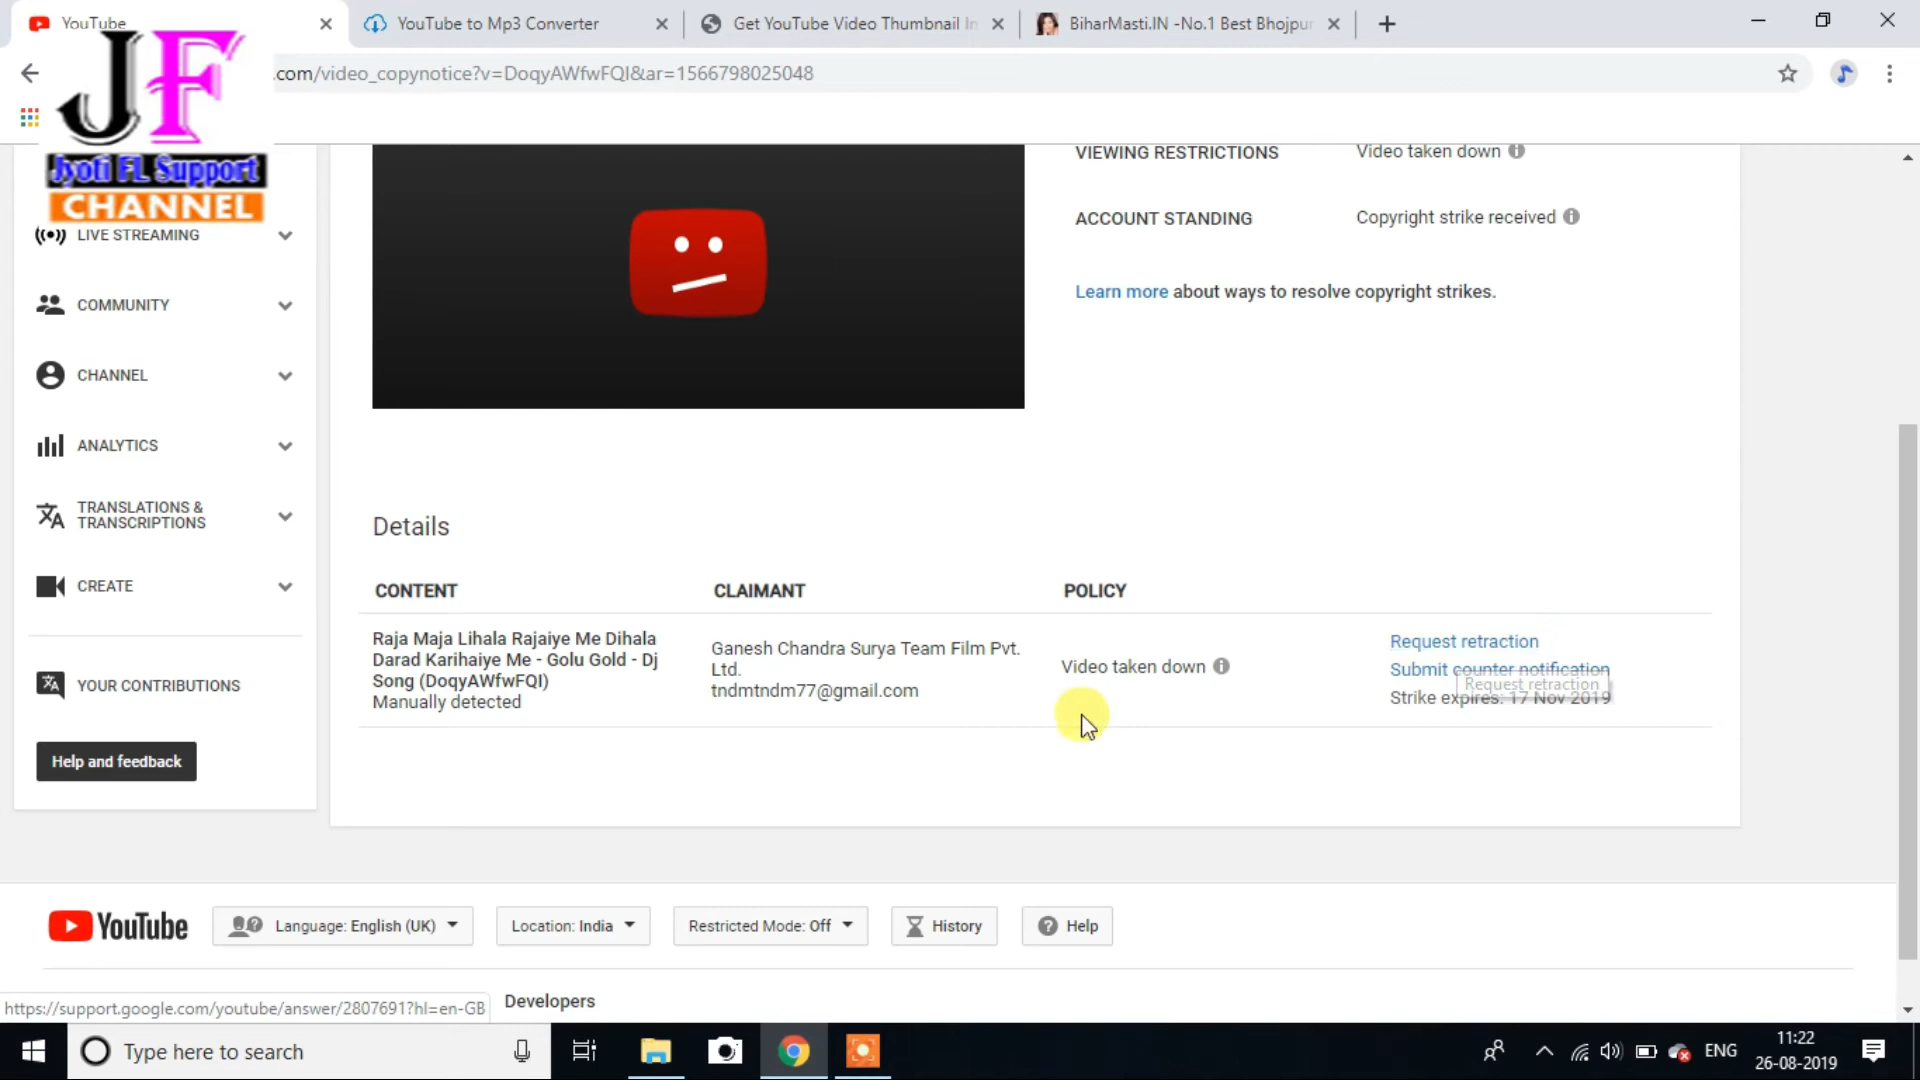 YouTube
YouTube to Mp3 Converter
Get YouTube Video Thumbnail In
BiharMasti.IN -No.1 Best Bhojpur
.com/video_copynotice?v=DoqyAWfwFQI&ar=1566798025048
JF
Jyoti FL Support
CHANNEL
LIVE STREAMING
COMMUNITY
CHANNEL
ANALYTICS
TRANSLATIONS &
TRANSCRIPTIONS
CREATE
YOUR CONTRIBUTIONS
Help and feedback
VIEWING RESTRICTIONS
Video taken down
ACCOUNT STANDING
Copyright strike received
Learn more about ways to resolve copyright strikes.
Details
CONTENT
CLAIMANT
POLICY
Raja Maja Lihala Rajaiye Me Dihala
Darad Karihaiye Me - Golu Gold - Dj
Song (DoqyAWfwFQI)
Manually detected
Ganesh Chandra Surya Team Film Pvt.
Ltd.
tndmtndm77@gmail.com
Video taken down
Request retraction
Submit counter notification
Request retraction
Strike expires: 17 Nov 2019
YouTube
Language: English (UK)
Location: India
Restricted Mode: Off
History
Help
https://support.google.com/youtube/answer/2807691?hl=en-GB
Developers
Type here to search
ENG
11:22
26-08-2019